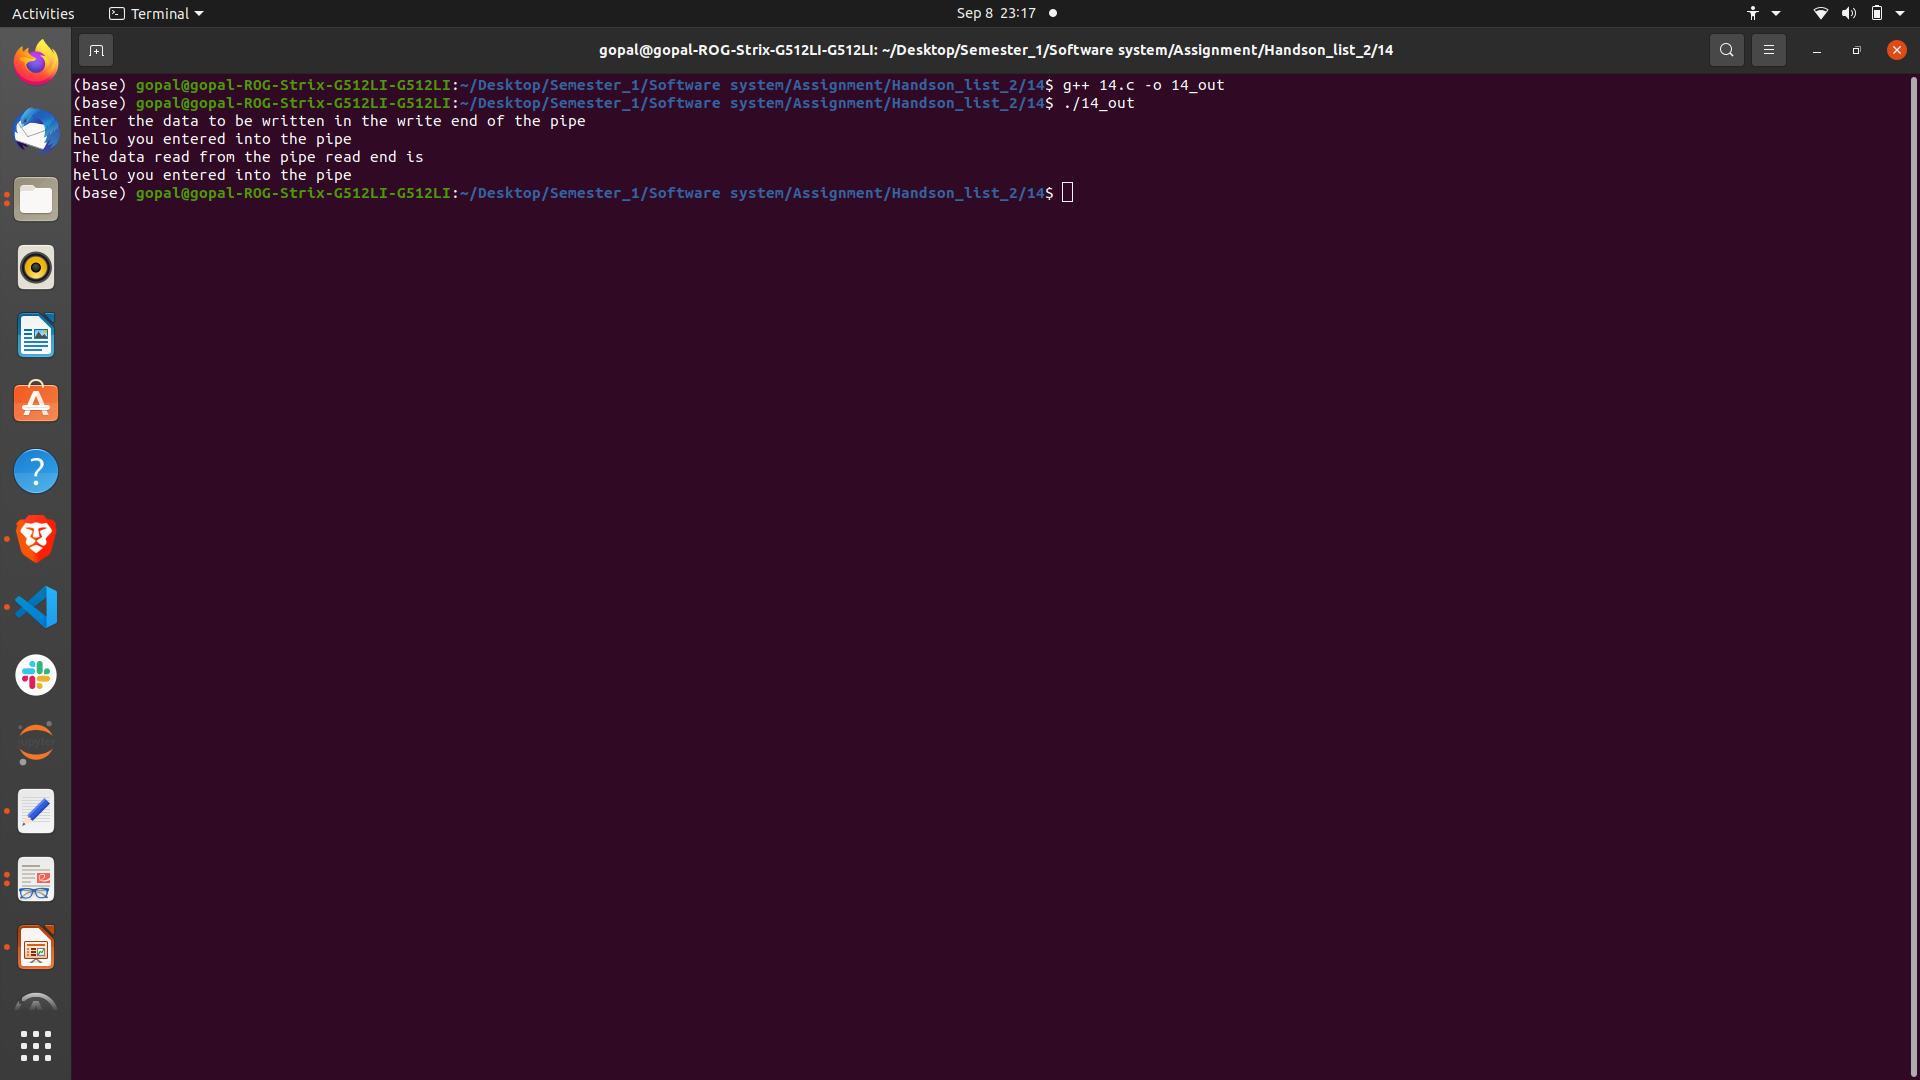 Activities
Terminal
Sep 8 23:17
gopal@gopal-ROG-Strix-G512LI-G512LI: ~/Desktop/Semester_1/Software system/Assignment/Handson_list_2/14
(base) gopal@gopal-ROG-Strix-G512LI-G512LI:~/Desktop/Semester_1/Software system/Assignment/Handson_list_2/14$ g++ 14.c -o 14_out
(base) gopal@gopal-ROG-Strix-G512LI-G512LI:~/Desktop/Semester_1/Software system/Assignment/Handson_list_2/14$ ./14_out
Enter the data to be written in the write end of the pipe
hello you entered into the pipe
The data read from the pipe read end is
hello you entered into the pipe
(base) gopal@gopal-ROG-Strix-G512LI-G512LI:~/Desktop/Semester_1/Software system/Assignment/Handson_list_2/14$